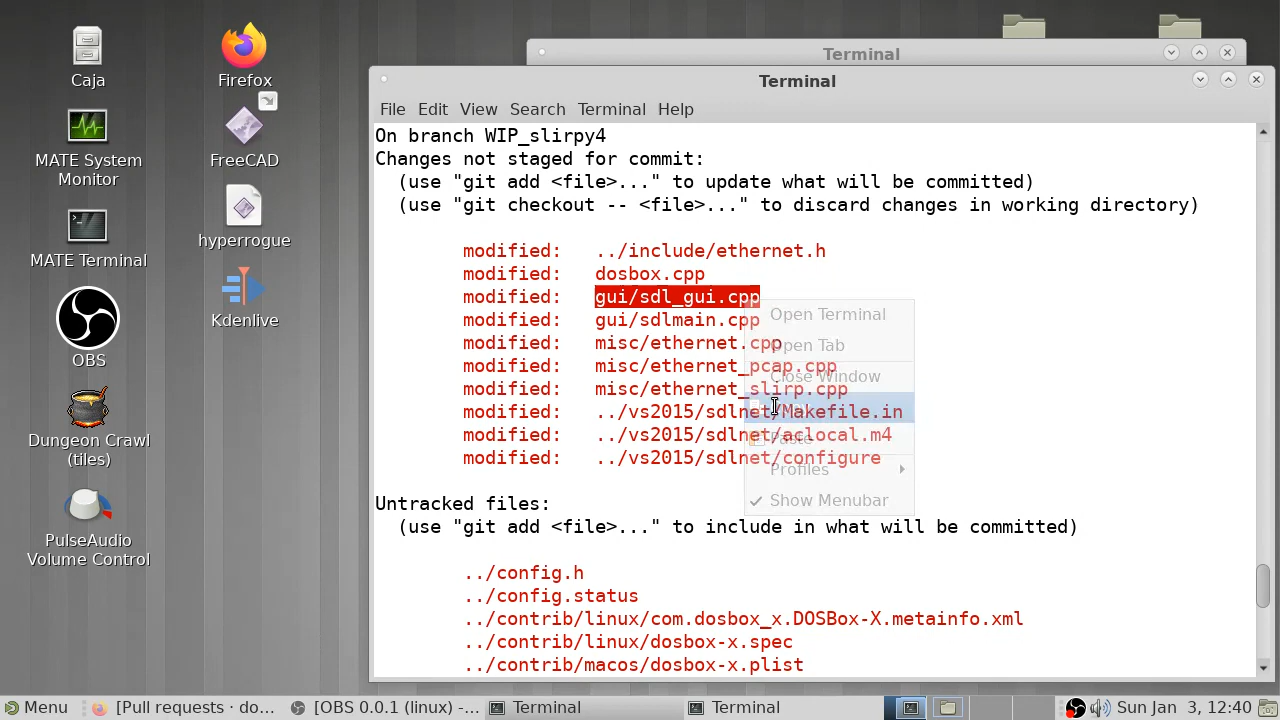 Caja
Firefox
MATE System
Monitor
FreeCAD
MATE Terminal
hyperrogue
OBS
Kdenlive
Dungeon Crawl
(tiles)
PulseAudio
Volume Control
Terminal
Terminal
File Edit View Search Terminal Help
On branch WIP_slirpy4
Changes not staged for commit:
(use "git add <file>..." to update what will be committed)
(use "git checkout -- <file>..." to discard changes in working directory)
modified: ../include/ethernet.h
modified: dosbox.cpp
modified: gui/sdl_gui.cpp
modified: gui/sdlmain.cpp
modified: misc/ethernet.cpp
modified: misc/ethernet_pcap.cpp
modified: misc/ethernet_slirp.cpp
modified: ../vs2015/sdlnet/Makefile.in
modified: ../vs2015/sdlnet/aclocal.m4
modified: ../vs2015/sdlnet/configure
Open Terminal
Open Tab
Close Window
Paste
Profiles
Show Menubar
Untracked files:
(use "git add <file>..." to include in what will be committed)
../config.h
../config.status
../contrib/linux/com.dosbox_x.DOSBox-X.metainfo.xml
../contrib/linux/dosbox-x.spec
../contrib/macos/dosbox-x.plist
Menu [Pull requests · do... [OBS 0.0.1 (linux) -... Terminal Terminal Sun Jan 3, 12:40